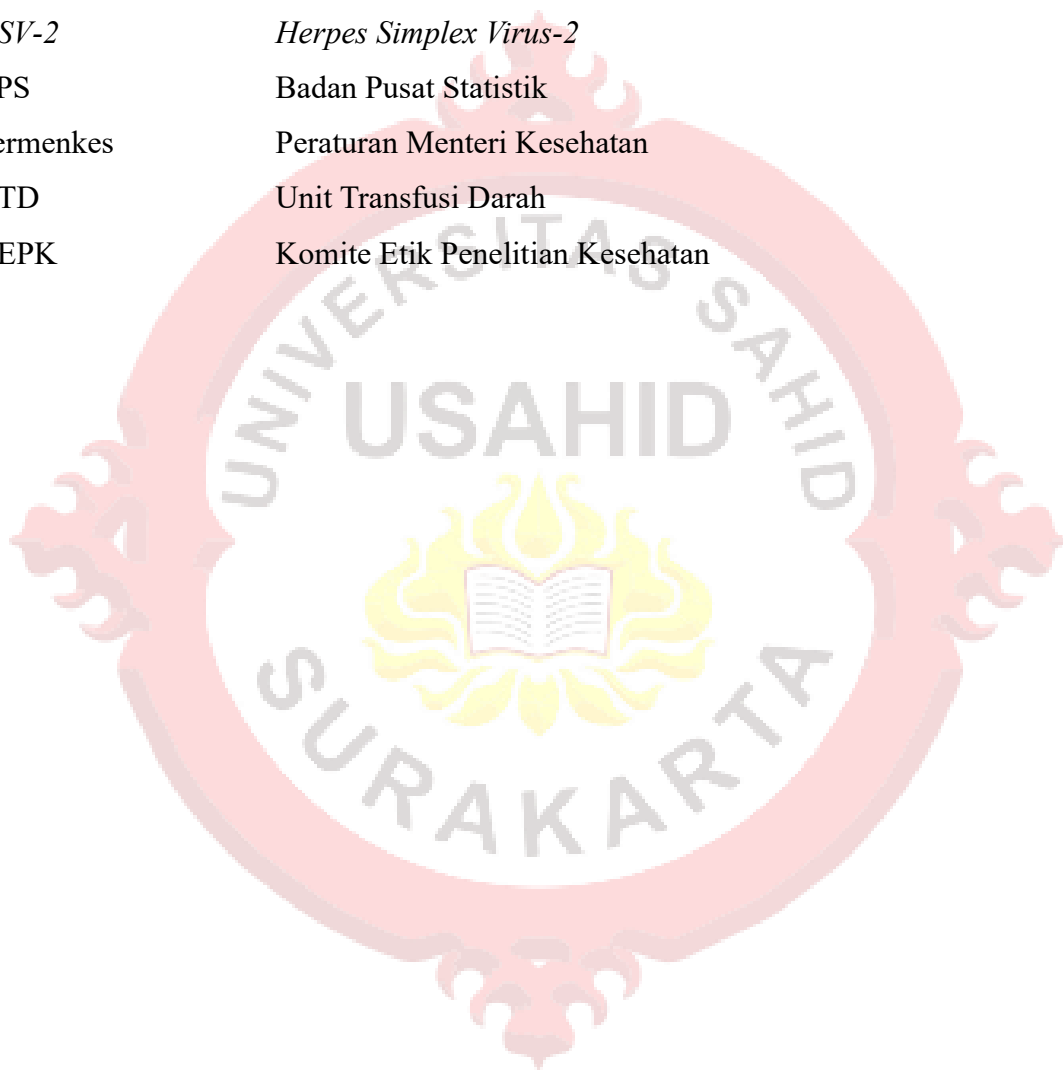 SV-2 Herpes Simplex Virus-2
PS Badan Pusat Statistik
ermenkes Peraturan Menteri Kesehatan
TD Unit Transfusi Darah
EPK Komite Etik Penelitian Kesehatan
UNIVERSITAS SAHID
USAHID
SURAKARTA